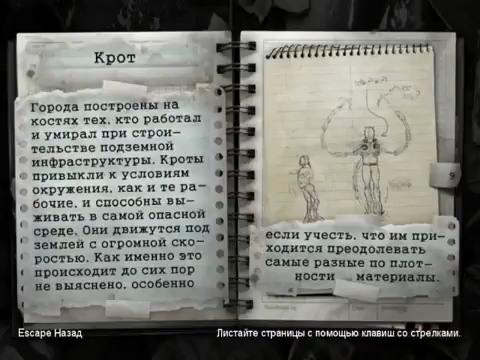 Крот
Города построены на
костях тех, кто работал
и умирал при строи-
тельстве подземной
инфраструктуры. Кроты
привыкли к условиям
окружения, как и те ра-
бочие, и способны вы-
живать в самой опасной
среде. Они движутся под
землей с огромной ско-
ростью. Как именно это
происходит до сих пор
не выяснено, особенно
если учесть, что им при-
ходится преодолевать
самые разные по плот-
ности материалы.
9
Escape Назад
Листайте страницы с помощью клавиш со стрелками.